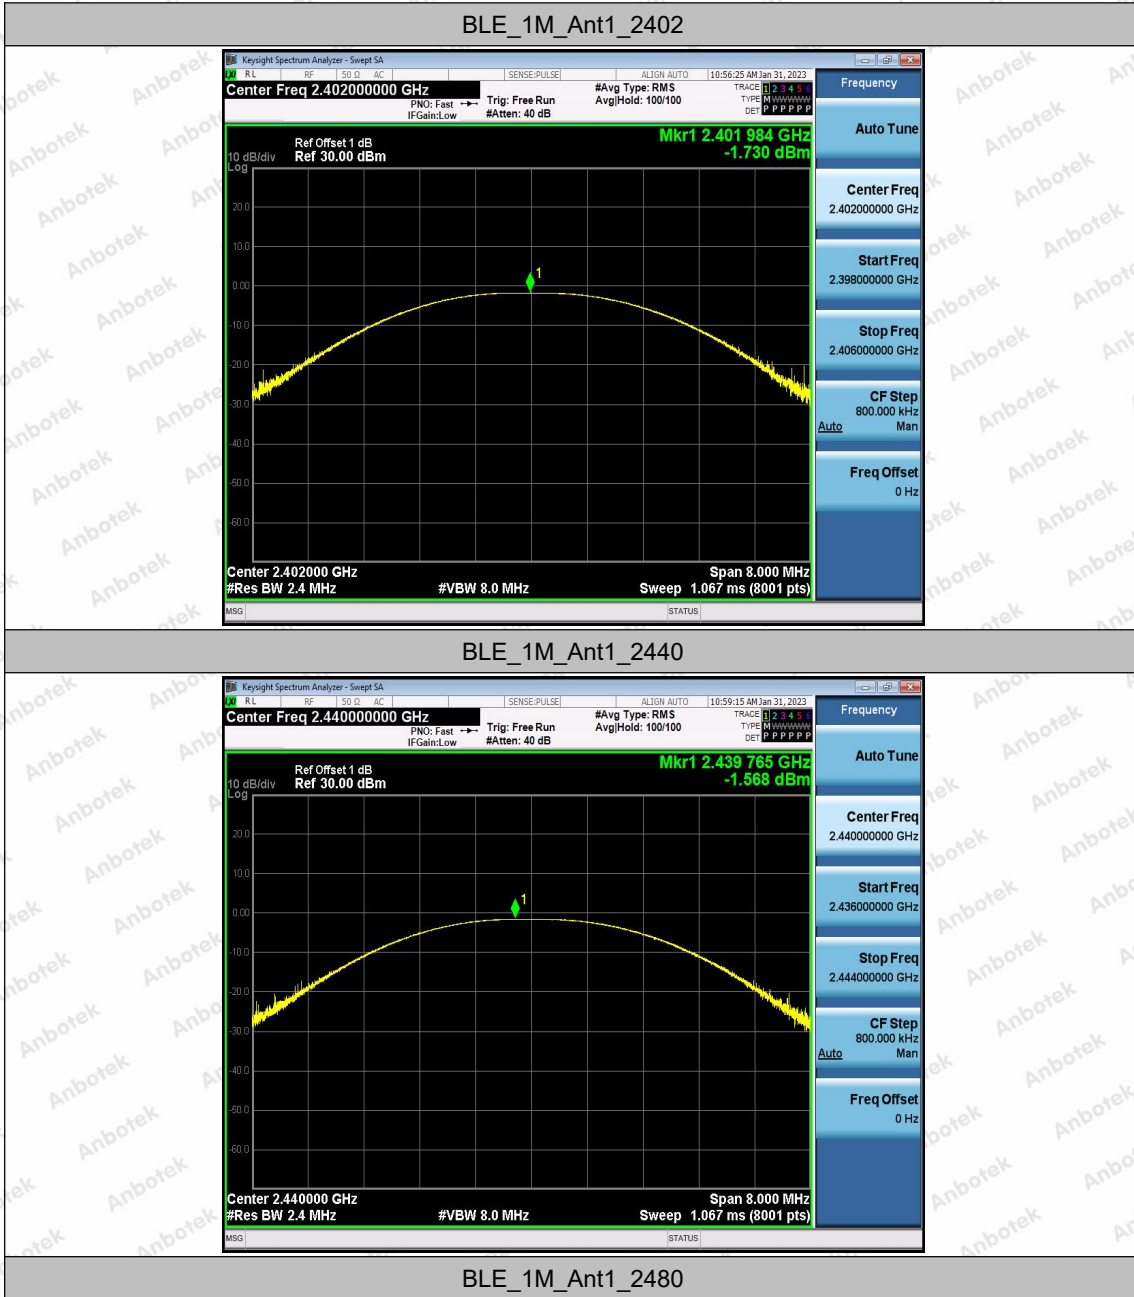 BLE_1M_Ant1_2402
Keysight Spectrum Analyzer - Swept SA
LXI RL RF 50 Ω AC SENSE:PULSE ALIGN AUTO 10:56:25 AM Jan 31, 2023
Center Freq 2.402000000 GHz
PNO: Fast
IFGain:Low
Trig: Free Run
#Atten: 40 dB
#Avg Type: RMS
Avg|Hold: 100/100
TRACE 1 2 3 4 5 6
TYPE M W W W W W
DET P P P P P P
Frequency
Auto Tune
Center Freq
2.402000000 GHz
Start Freq
2.398000000 GHz
Stop Freq
2.406000000 GHz
CF Step
800.000 kHz
Auto Man
Freq Offset
0 Hz
Mkr1 2.401 984 GHz
-1.730 dBm
Ref Offset 1 dB
10 dB/div Ref 30.00 dBm
Log
20.0
10.0
0.00
-10.0
-20.0
-30.0
-40.0
-50.0
-60.0
1
Center 2.402000 GHz Span 8.000 MHz
#Res BW 2.4 MHz #VBW 8.0 MHz Sweep 1.067 ms (8001 pts)
MSG STATUS
BLE_1M_Ant1_2440
Keysight Spectrum Analyzer - Swept SA
LXI RL RF 50 Ω AC SENSE:PULSE ALIGN AUTO 10:59:15 AM Jan 31, 2023
Center Freq 2.440000000 GHz
PNO: Fast
IFGain:Low
Trig: Free Run
#Atten: 40 dB
#Avg Type: RMS
Avg|Hold: 100/100
TRACE 1 2 3 4 5 6
TYPE M W W W W W
DET P P P P P P
Frequency
Auto Tune
Center Freq
2.440000000 GHz
Start Freq
2.436000000 GHz
Stop Freq
2.444000000 GHz
CF Step
800.000 kHz
Auto Man
Freq Offset
0 Hz
Mkr1 2.439 765 GHz
-1.568 dBm
Ref Offset 1 dB
10 dB/div Ref 30.00 dBm
Log
20.0
10.0
0.00
-10.0
-20.0
-30.0
-40.0
-50.0
-60.0
1
Center 2.440000 GHz Span 8.000 MHz
#Res BW 2.4 MHz #VBW 8.0 MHz Sweep 1.067 ms (8001 pts)
MSG STATUS
BLE_1M_Ant1_2480
Anbotek